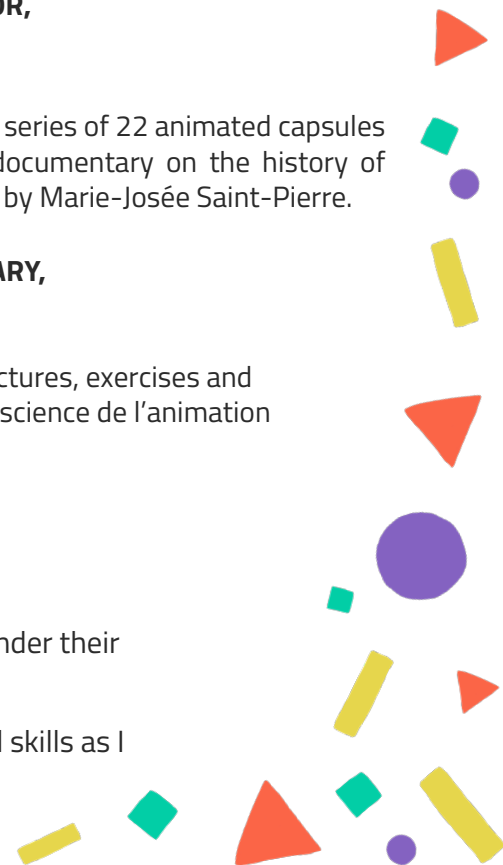 OR,
series of 22 animated capsules
documentary on the history of
by Marie-Josée Saint-Pierre.
ARY,
ctures, exercises and
science de l’animation
nder their
l skills as I